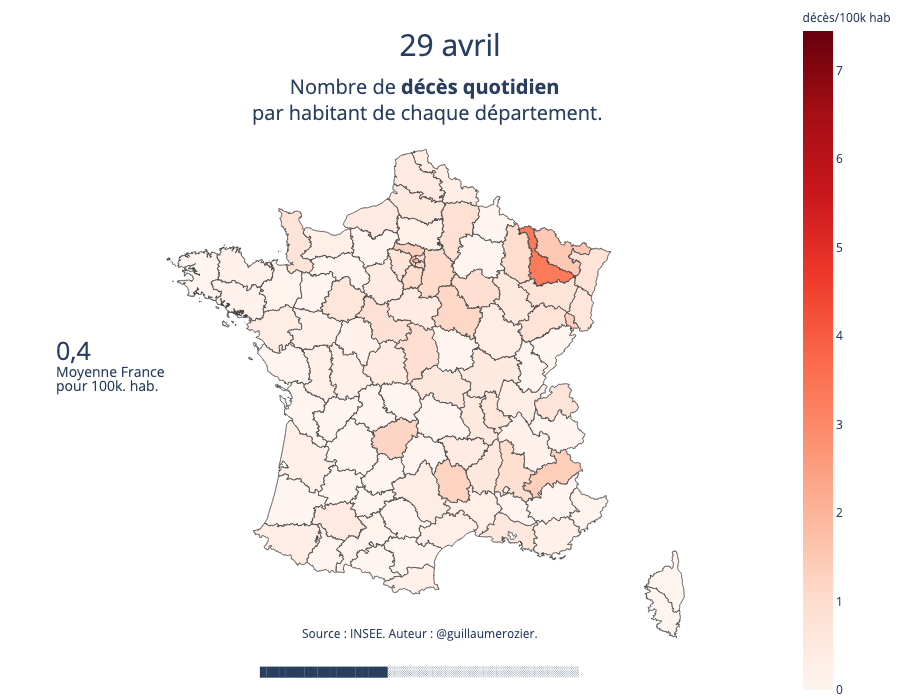 décès/100k hab
29 avril
Nombre de décès quotidien
par habitant de chaque département.
7
6
5
4
3
2
1
0
0,4
Moyenne France
pour 100k. hab.
Source : INSEE. Auteur : @guillaumerozier.